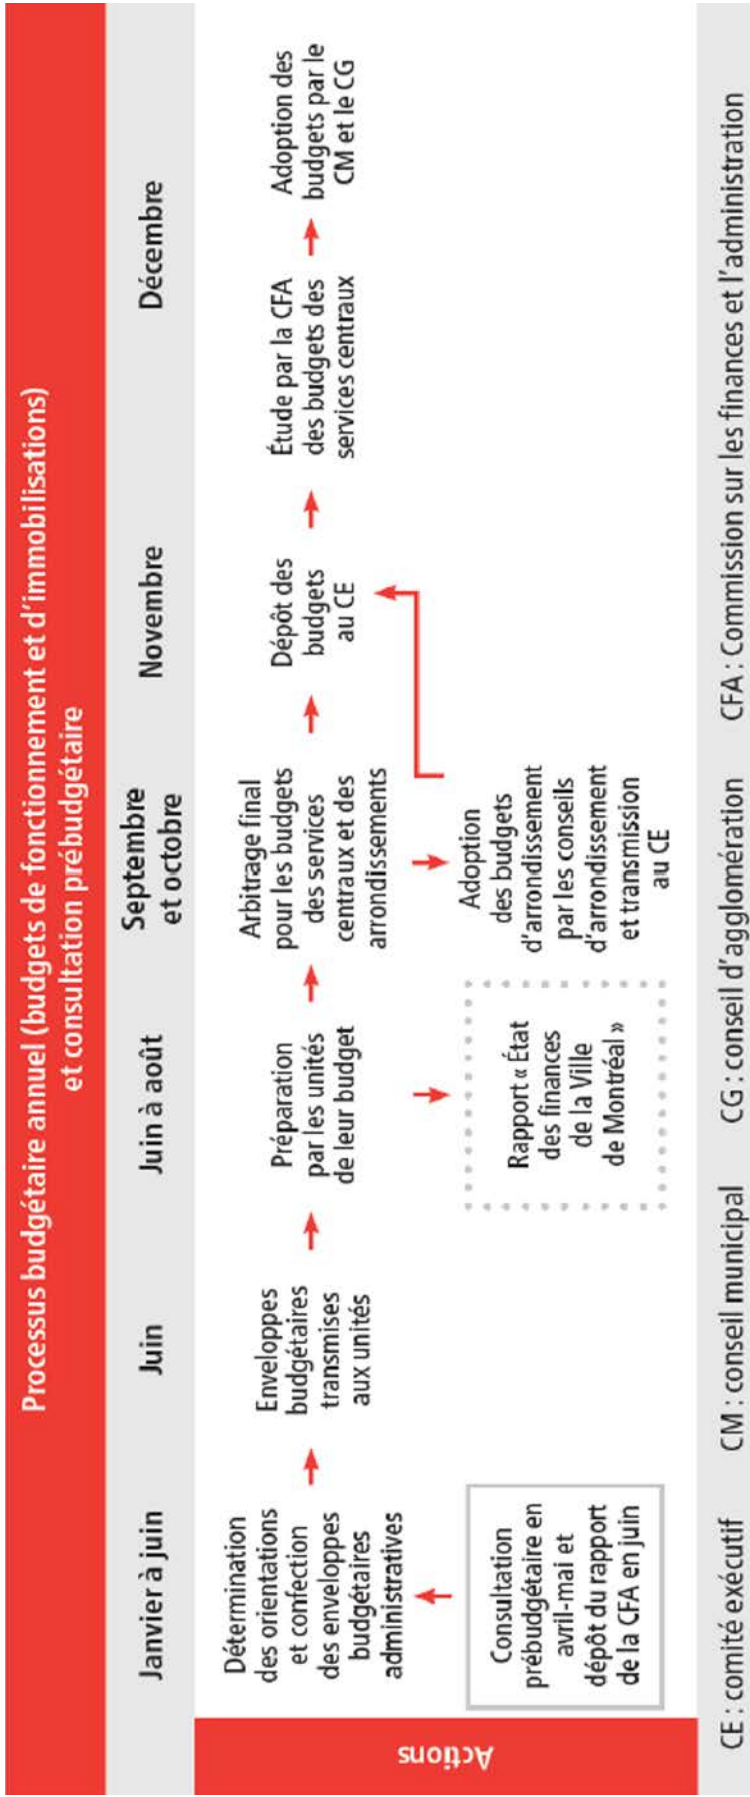 Processus budgétaire annuel (budgets de fonctionnement et d'immobilisations)
et consultation prébudgétaire
Janvier à juin
Juin
Juin à août
Septembre
et octobre
Novembre
Décembre
Actions
Détermination
des orientations
et confection
des enveloppes
budgétaires
administratives
Enveloppes
budgétaires
transmises
aux unités
Préparation
par les unités
de leur budget
Arbitrage final
pour les budgets
des services
centraux et des
arrondissements
Dépôt des
budgets
au CE
Étude par la CFA
des budgets des
services centraux
Adoption des
budgets par le
CM et le CG
Consultation
prébudgétaire en
avril-mai et
dépôt du rapport
de la CFA en juin
Rapport « État
des finances
de la Ville
de Montréal »
Adoption
des budgets
d'arrondissement
par les conseils
d'arrondissement
et transmission
au CE
CE : comité exécutif CM : conseil municipal CG : conseil d'agglomération CFA : Commission sur les finances et l'administration